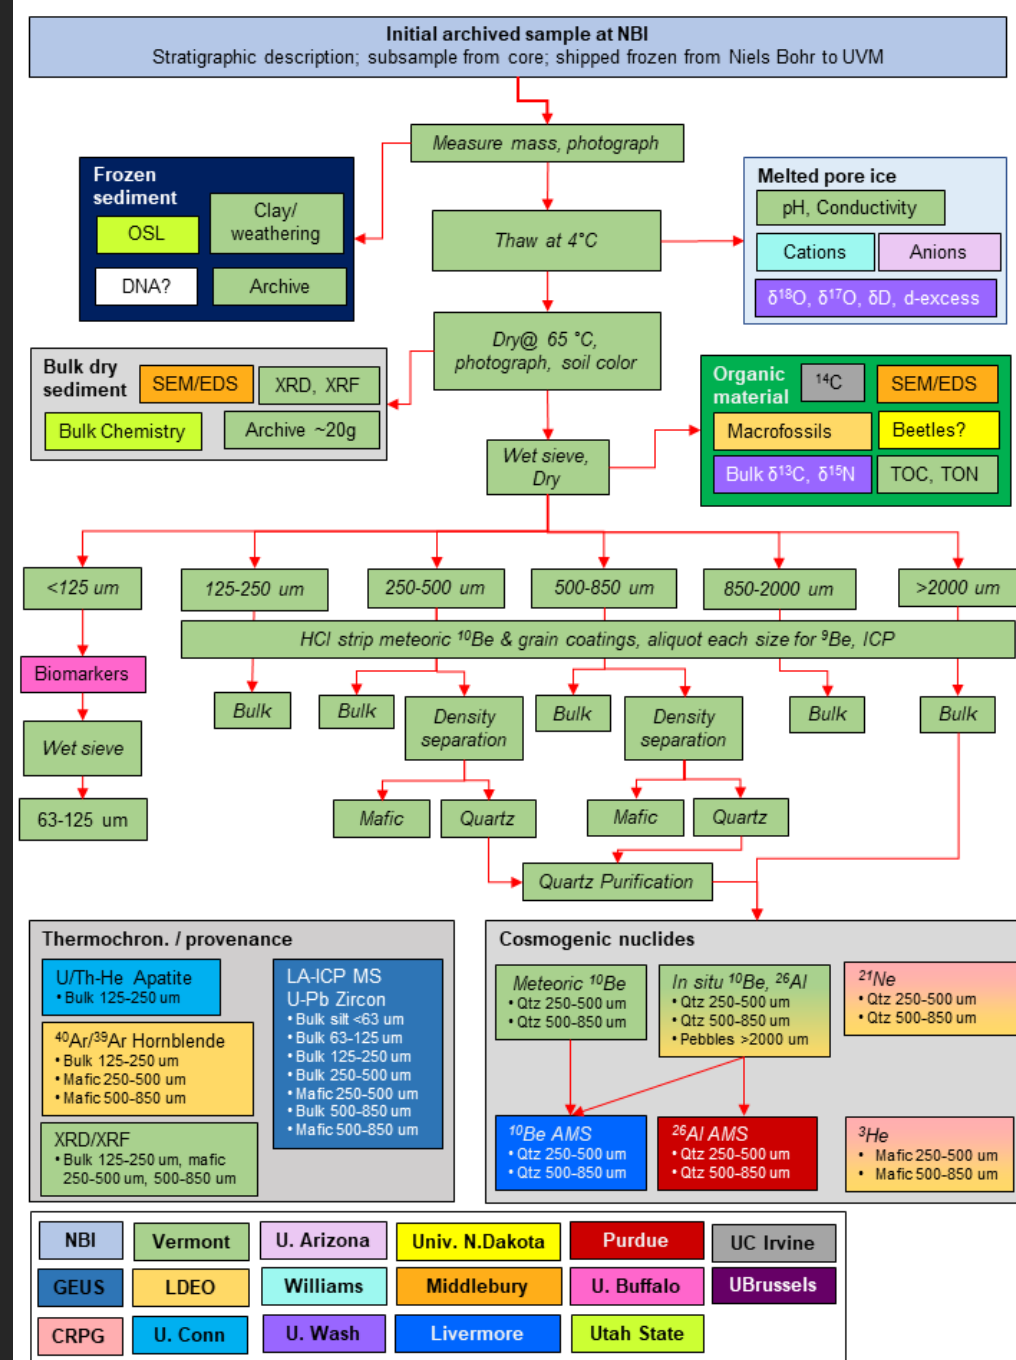 Initial archived sample at NBI
Stratigraphic description; subsample from core; shipped frozen from Niels Bohr to UVM
Measure mass, photograph
Frozen
sediment
Clay/
weathering
OSL
DNA?
Archive
Thaw at 4°C
Melted pore ice
pH, Conductivity
Cations
Anions
δ¹⁸O, δ¹⁷O, δD, d-excess
Dry@ 65 °C,
photograph, soil color
Bulk dry
sediment
SEM/EDS
XRD, XRF
Bulk Chemistry
Archive ~20g
Organic
material
¹⁴C
SEM/EDS
Macrofossils
Beetles?
Bulk δ¹³C, δ¹⁵N
TOC, TON
Wet sieve,
Dry
<125 um
125-250 um
250-500 um
500-850 um
850-2000 um
>2000 um
HCl strip meteoric ¹⁰Be & grain coatings, aliquot each size for ⁹Be, ICP
Biomarkers
Wet sieve
63-125 um
Bulk
Bulk
Density
separation
Bulk
Density
separation
Bulk
Bulk
Mafic
Quartz
Mafic
Quartz
Quartz Purification
Thermochron. / provenance
U/Th-He Apatite
• Bulk 125-250 um
⁴⁰Ar/³⁹Ar Hornblende
• Bulk 125-250 um
• Mafic 250-500 um
• Mafic 500-850 um
XRD/XRF
• Bulk 125-250 um, mafic
250-500 um, 500-850 um
LA-ICP MS
U-Pb Zircon
• Bulk silt <63 um
• Bulk 63-125 um
• Bulk 125-250 um
• Bulk 250-500 um
• Mafic 250-500 um
• Bulk 500-850 um
• Mafic 500-850 um
Cosmogenic nuclides
Meteoric ¹⁰Be
• Qtz 250-500 um
• Qtz 500-850 um
In situ ¹⁰Be, ²⁶Al
• Qtz 250-500 um
• Qtz 500-850 um
• Pebbles >2000 um
²¹Ne
• Qtz 250-500 um
• Qtz 500-850 um
¹⁰Be AMS
• Qtz 250-500 um
• Qtz 500-850 um
²⁶Al AMS
• Qtz 250-500 um
• Qtz 500-850 um
³He
• Mafic 250-500 um
• Mafic 500-850 um
NBI
Vermont
U. Arizona
Univ. N.Dakota
Purdue
UC Irvine
GEUS
LDEO
Williams
Middlebury
U. Buffalo
UBrussels
CRPG
U. Conn
U. Wash
Livermore
Utah State